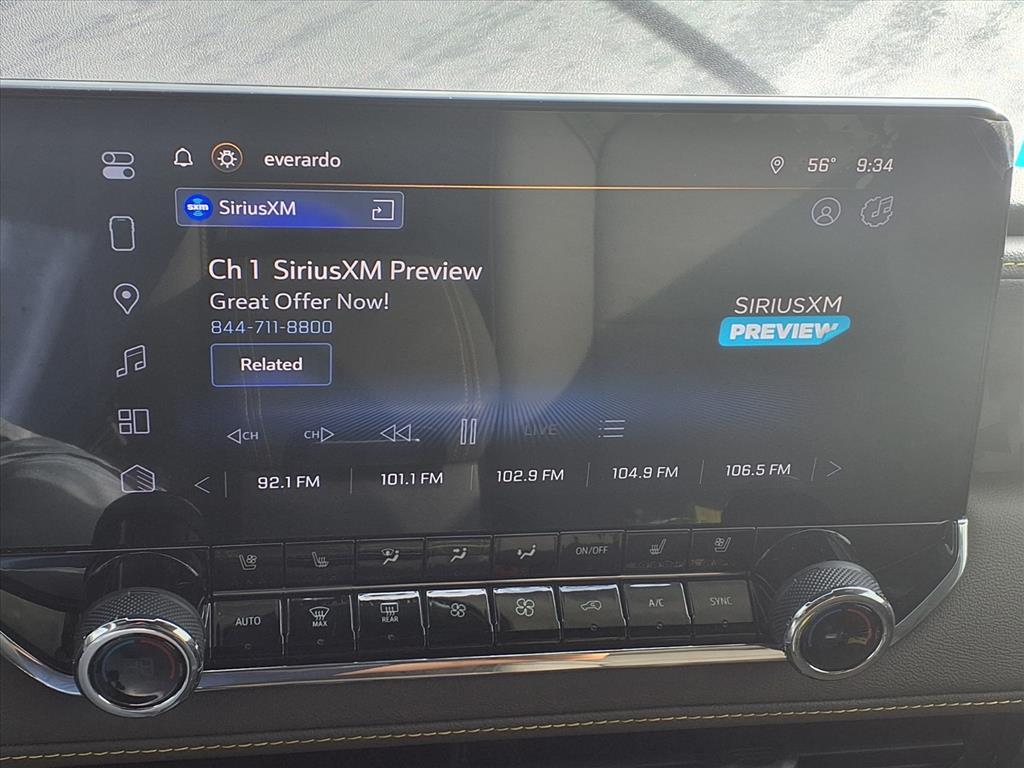 everardo
56° 9:34
sxm SiriusXM
Ch 1 SiriusXM Preview
Great Offer Now!
844-711-8800
Related
SIRIUSXM
PREVIEW
CH CH LIVE
92.1 FM 101.1 FM 102.9 FM 104.9 FM 106.5 FM
ON/OFF
AUTO MAX REAR A/C SYNC